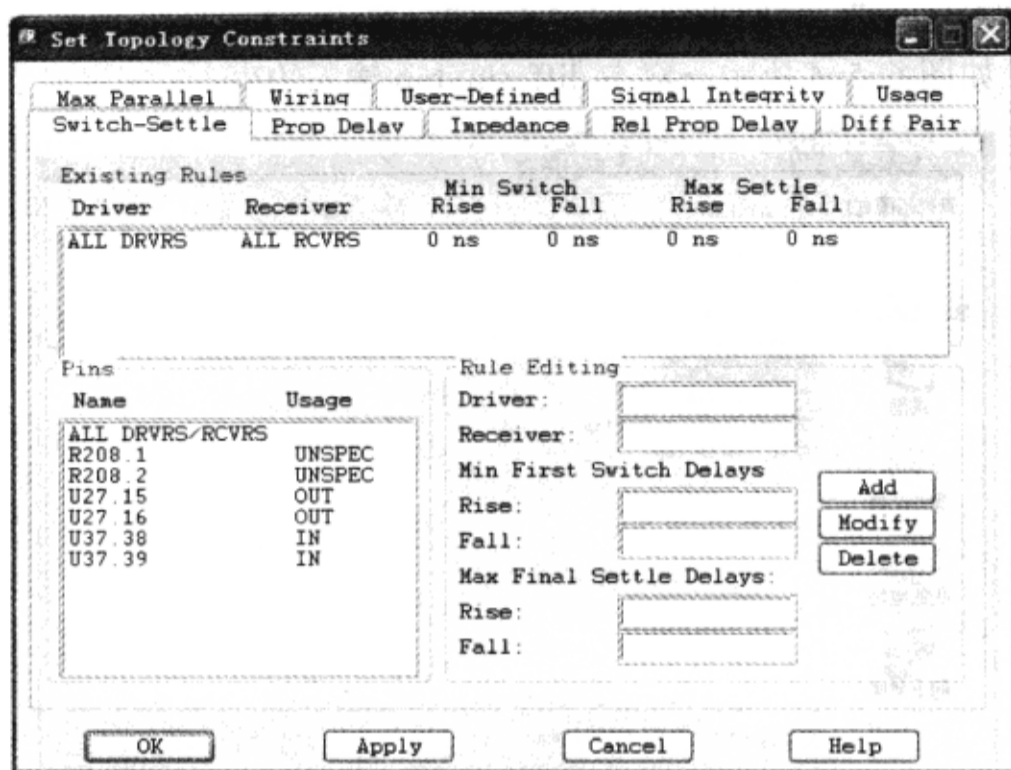 Set Topology Constraints
Max Parallel Wiring User-Defined Signal Integrity Usage
Switch-Settle Prop Delay Impedance Rel Prop Delay Diff Pair
Existing Rules
Min Switch Max Settle
Driver Receiver Rise Fall Rise Fall
ALL DRVRS ALL RCVRS 0 ns 0 ns 0 ns 0 ns
Pins
Name Usage
ALL DRVRS/RCVRS
R208.1 UNSPEC
R208.2 UNSPEC
U27.15 OUT
U27.16 OUT
U37.38 IN
U37.39 IN
Rule Editing
Driver:
Receiver:
Min First Switch Delays
Rise:
Fall:
Max Final Settle Delays:
Rise:
Fall:
Add
Modify
Delete
OK Apply Cancel Help